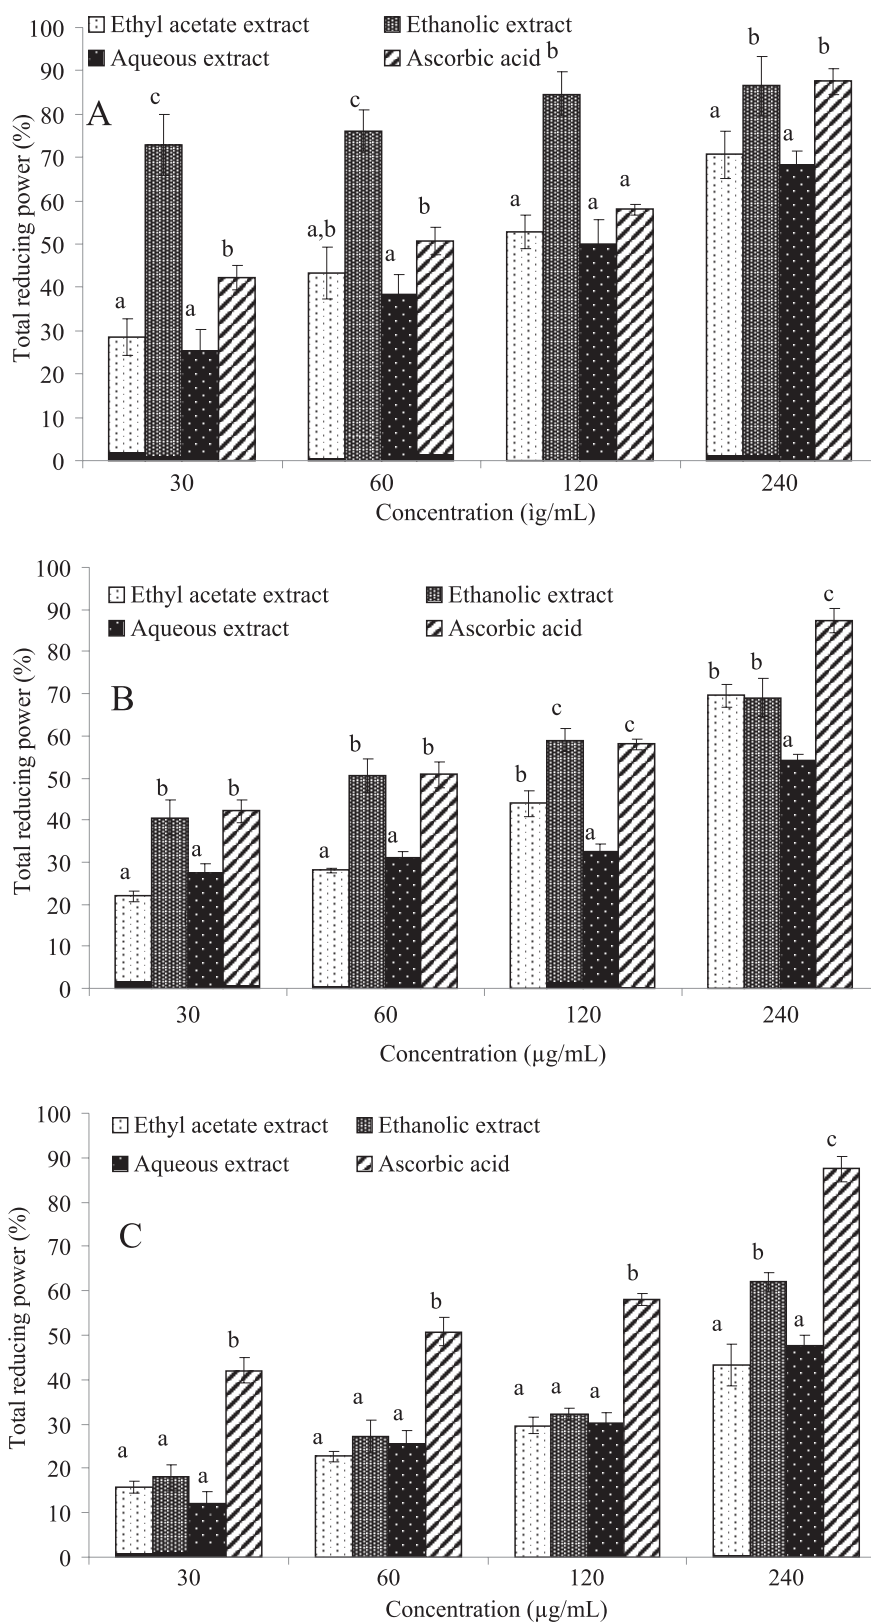 Ethyl acetate extract Ethanolic extract
Aqueous extract Ascorbic acid
A
Total reducing power (%)
100
90
80
70
60
50
40
30
20
10
0
a c a b
a,b c a b
a b a a
a b a b
30 60 120 240
Concentration (ìg/mL)
Ethyl acetate extract Ethanolic extract
Aqueous extract Ascorbic acid
B
Total reducing power (%)
100
90
80
70
60
50
40
30
20
10
0
a b a b
a b a b
b c a c
b b a c
30 60 120 240
Concentration (µg/mL)
Ethyl acetate extract Ethanolic extract
Aqueous extract Ascorbic acid
C
Total reducing power (%)
100
90
80
70
60
50
40
30
20
10
0
a a a b
a a a b
a a a b
a b a c
30 60 120 240
Concentration (µg/mL)